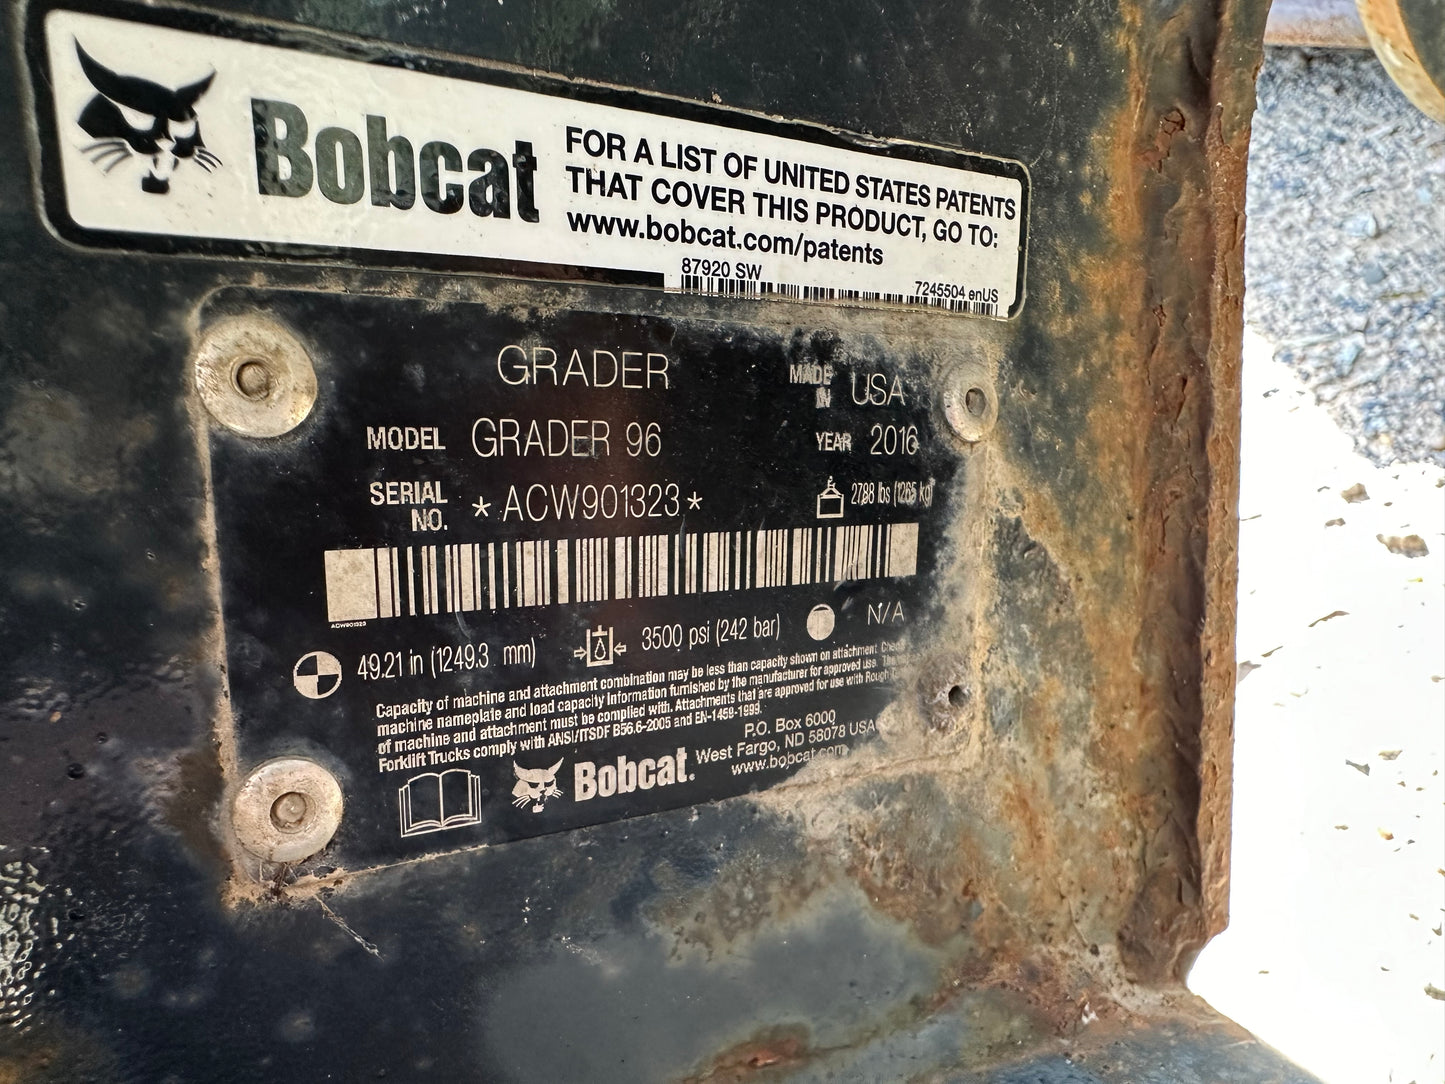 Bobcat
FOR A LIST OF UNITED STATES PATENTS
THAT COVER THIS PRODUCT, GO TO:
www.bobcat.com/patents
87920 SW
7245504 enUS
GRADER
MADE IN USA
MODEL GRADER 96
YEAR 2016
SERIAL NO. *ACW901323*
2788 lbs (1265 kg)
ACW901323
49.21 in (1249.3 mm)
3500 psi (242 bar)
N/A
Capacity of machine and attachment combination may be less than capacity shown on attachment. Check
machine nameplate and load capacity information furnished by the manufacturer for approved use. The
of machine and attachment must be complied with. Attachments that are approved for use with Rough
Forklift Trucks comply with ANSI/ITSDF B56.6-2005 and EN-1459-1999.
Bobcat.
P.O. Box 6000
West Fargo, ND 58078 USA
www.bobcat.com